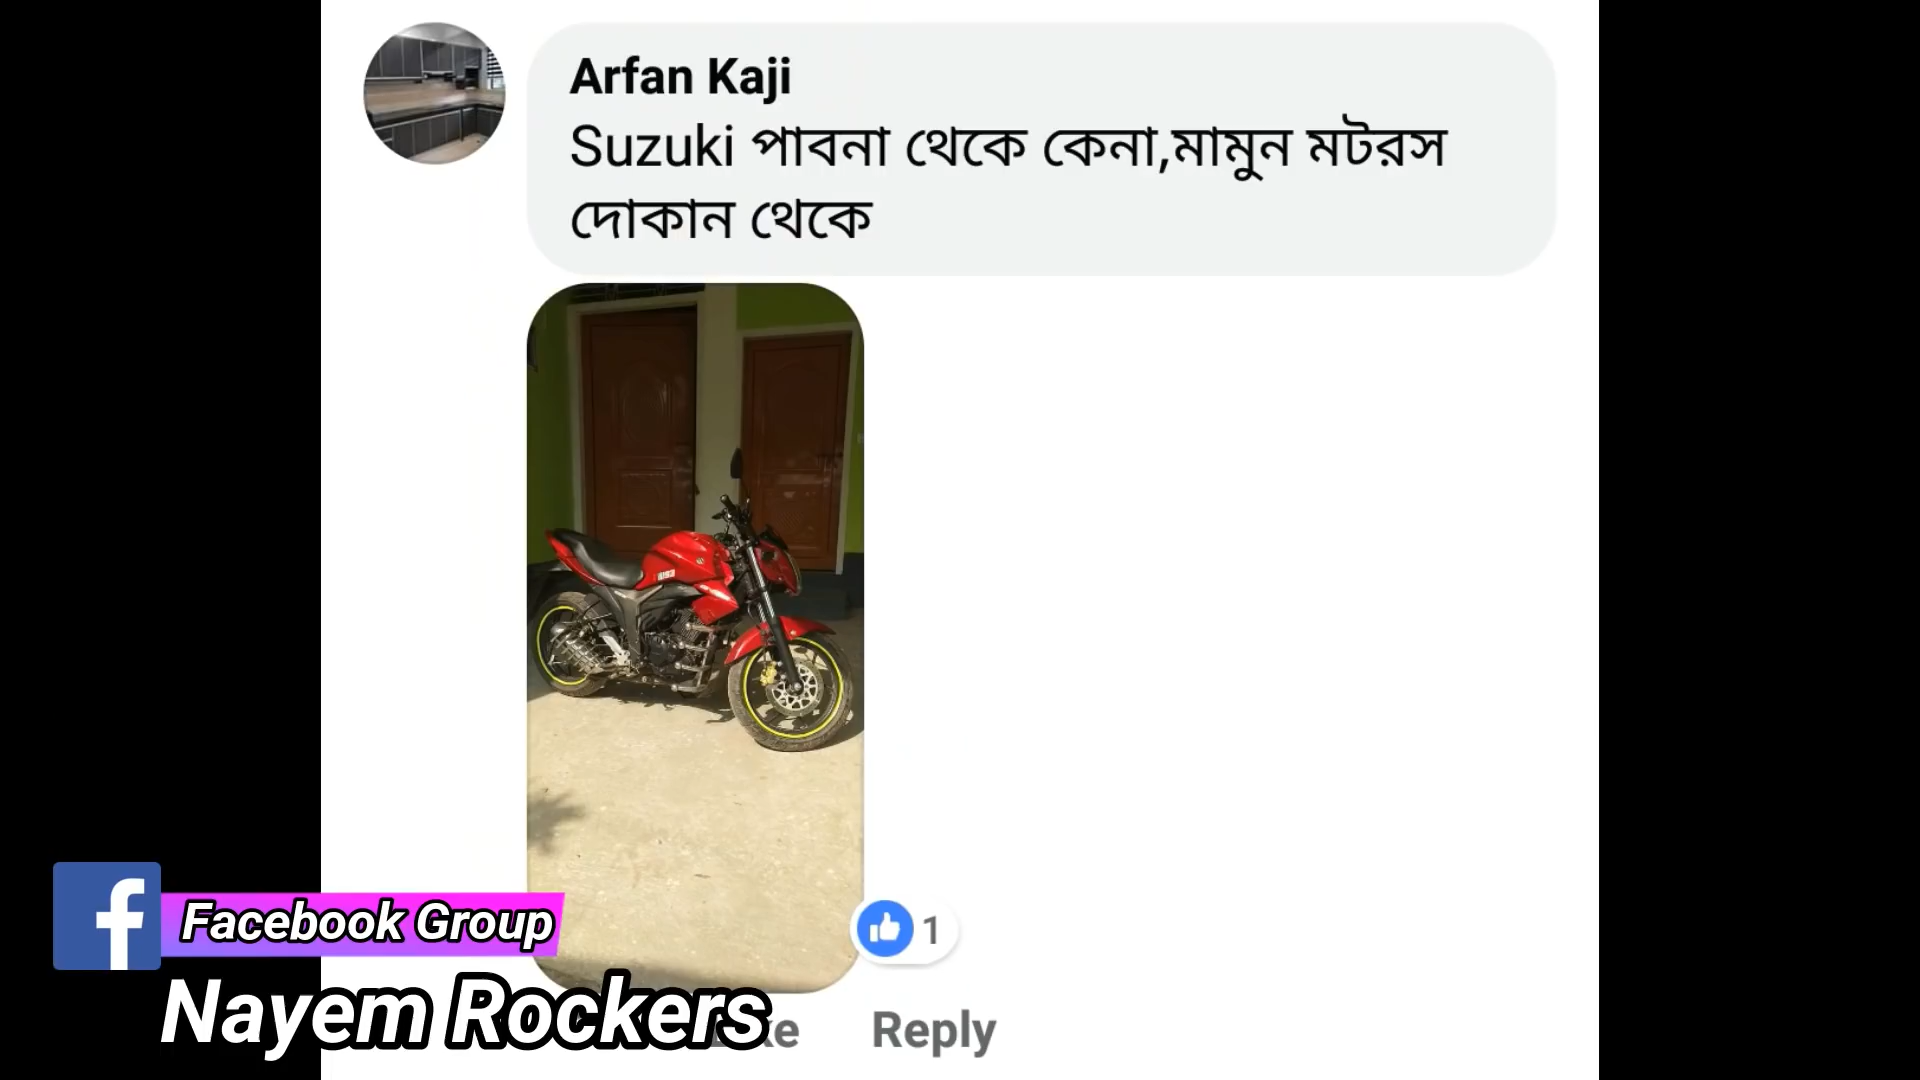 Arfan Kaji
Suzuki পাবনা থেকে কেনা,মামুন মটরস
দোকান থেকে
1
Facebook Group
Nayem Rockers
Reply